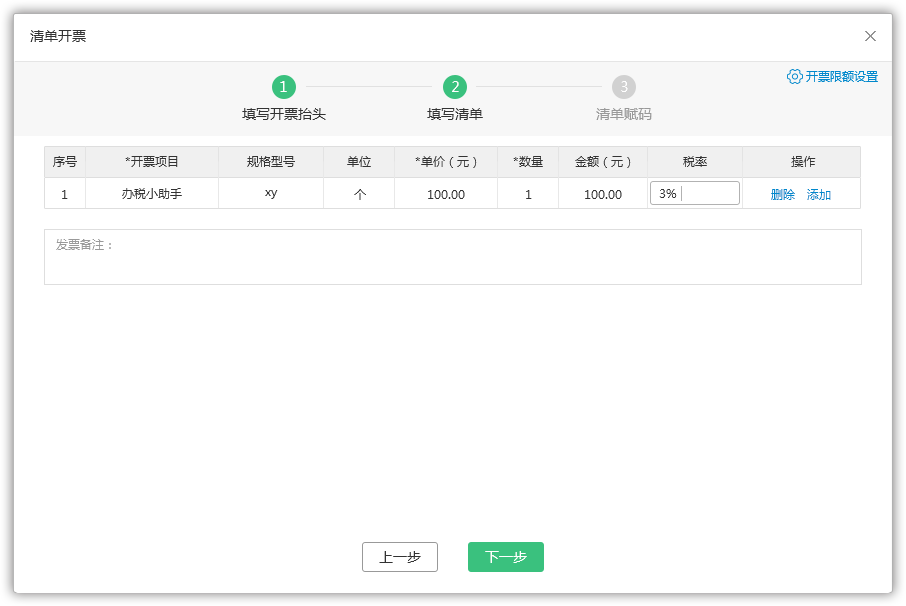 清单开票
1 2 3
开票限额设置
填写开票抬头 填写清单 清单赋码
序号 *开票项目 规格型号 单位 *单价（元） *数量 金额（元） 税率 操作
1 办税小助手 xy 个 100.00 1 100.00 3% 删除 添加
发票备注：
上一步 下一步